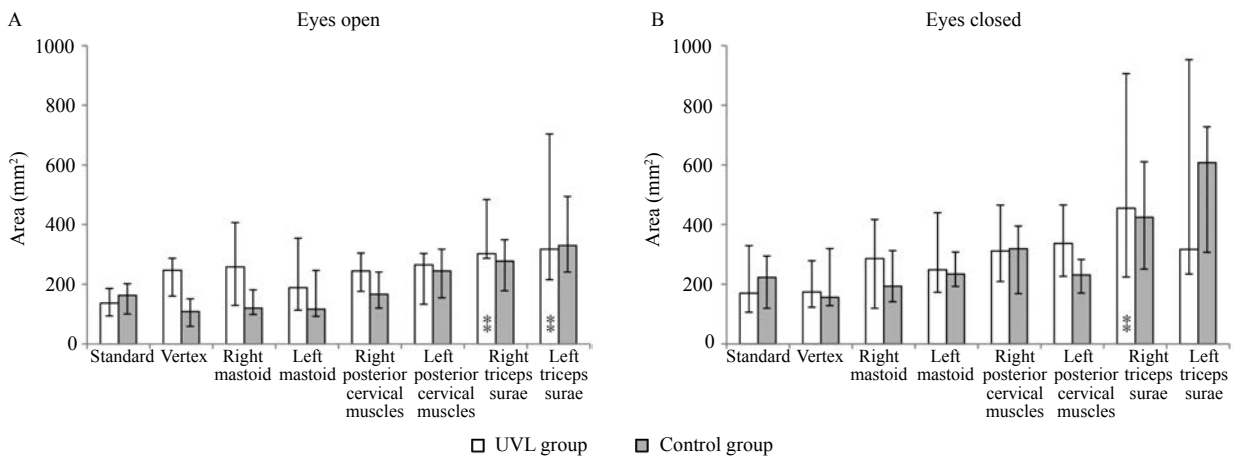 A
Eyes open
Area (mm²)
1000
800
600
400
200
0
**
**
Standard
Vertex
Right
mastoid
Left
mastoid
Right
posterior
cervical
muscles
Left
posterior
cervical
muscles
Right
triceps
surae
Left
triceps
surae
B
Eyes closed
Area (mm²)
1000
800
600
400
200
0
**
Standard
Vertex
Right
mastoid
Left
mastoid
Right
posterior
cervical
muscles
Left
posterior
cervical
muscles
Right
triceps
surae
Left
triceps
surae
UVL group
Control group